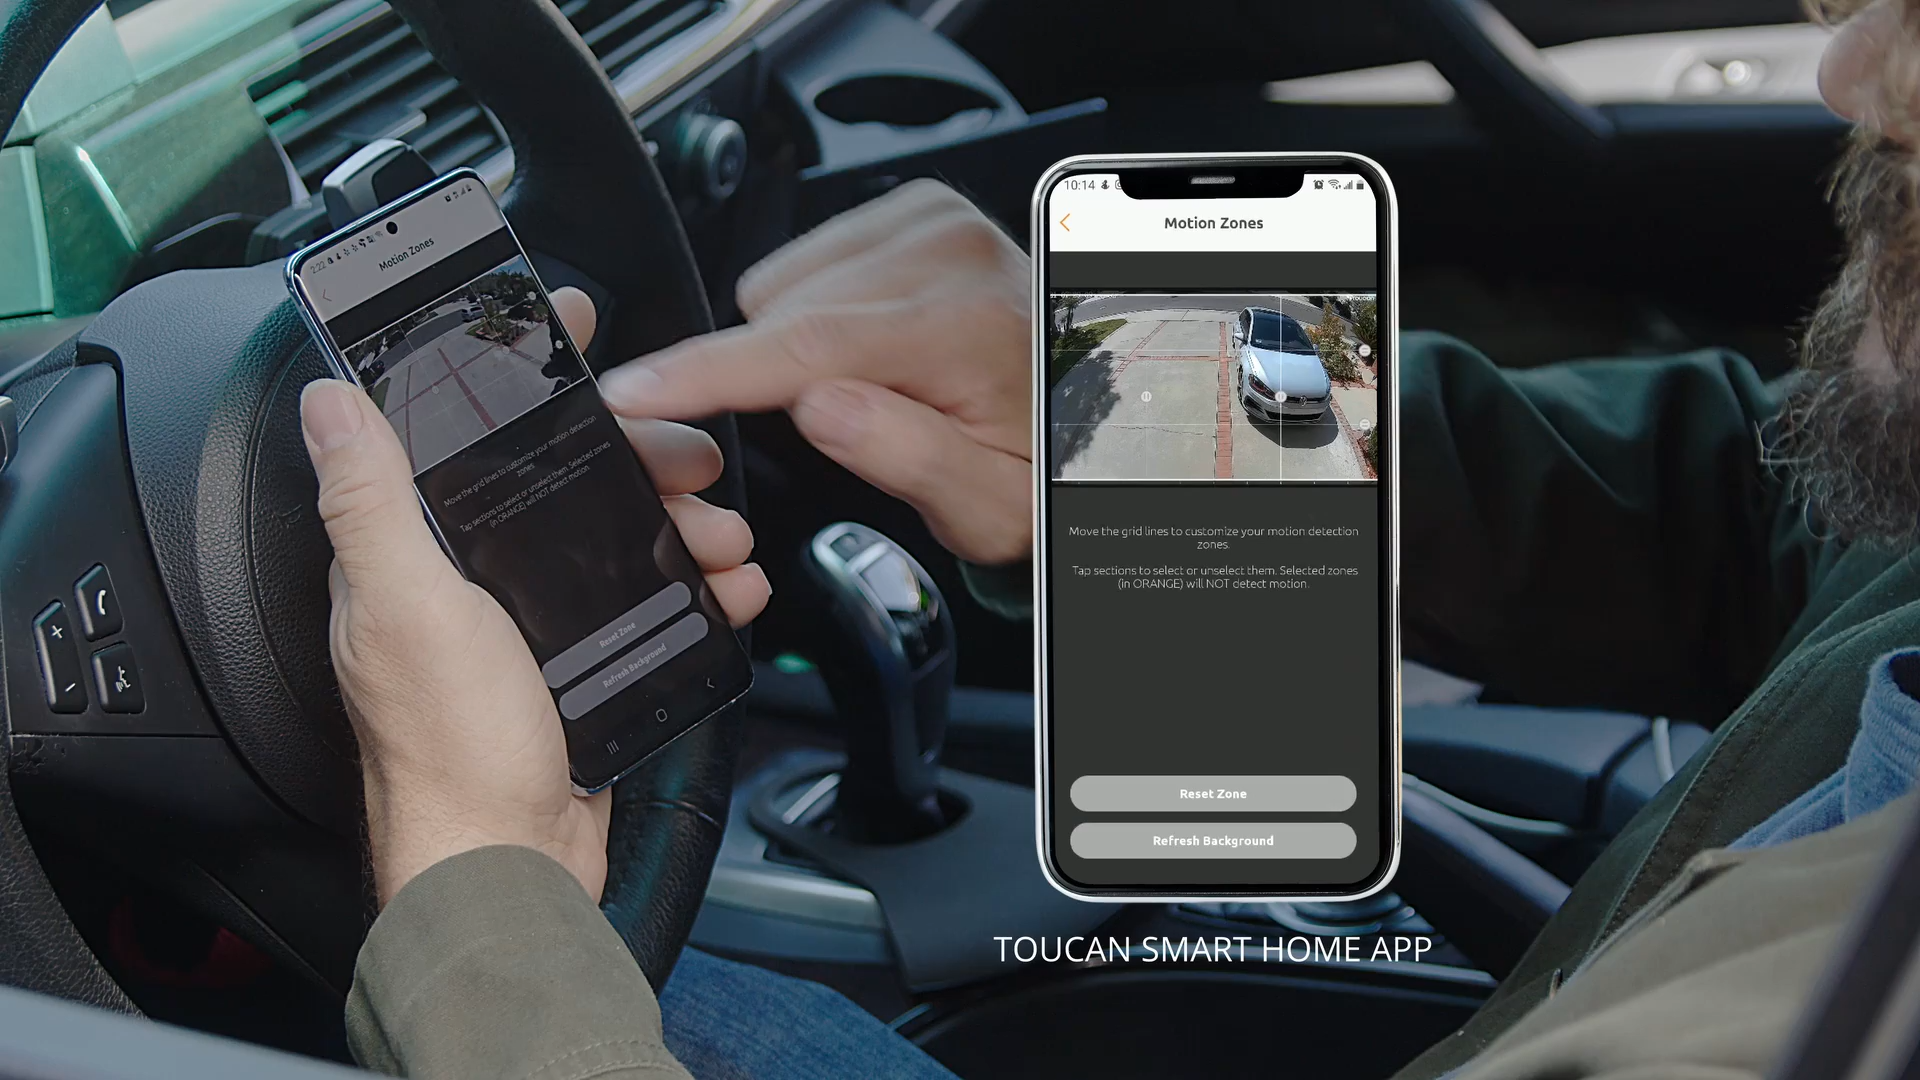 2:22
Motion Zones
Move the grid lines to customize your motion detection
zones.
Tap sections to select or unselect them. Selected zones
(in ORANGE) will NOT detect motion.
Reset Zone
Refresh Background
10:14
Motion Zones
toucan
Move the grid lines to customize your motion detection
zones.
Tap sections to select or unselect them. Selected zones
(in ORANGE) will NOT detect motion.
Reset Zone
Refresh Background
TOUCAN SMART HOME APP